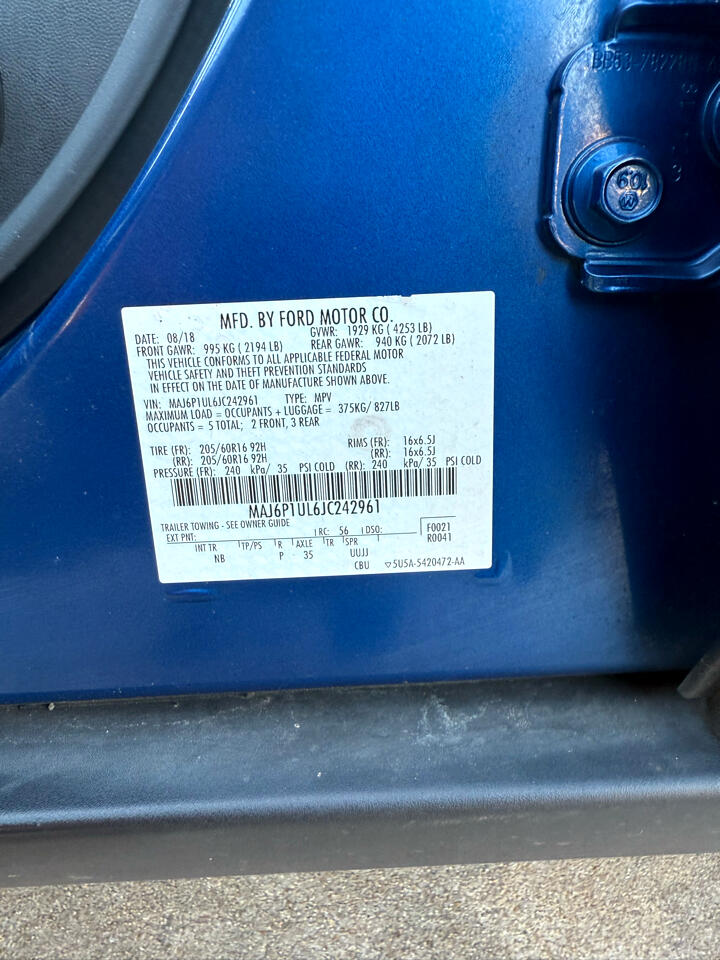 60L
W
MFD. BY FORD MOTOR CO.
DATE: 08/18 GVWR: 1929 KG ( 4253 LB)
FRONT GAWR: 995 KG ( 2194 LB) REAR GAWR: 940 KG ( 2072 LB)
THIS VEHICLE CONFORMS TO ALL APPLICABLE FEDERAL MOTOR
VEHICLE SAFETY AND THEFT PREVENTION STANDARDS
IN EFFECT ON THE DATE OF MANUFACTURE SHOWN ABOVE.
VIN: MAJ6P1UL6JC242961 TYPE: MPV
MAXIMUM LOAD = OCCUPANTS + LUGGAGE = 375KG/ 827LB
OCCUPANTS = 5 TOTAL; 2 FRONT, 3 REAR
TIRE (FR): 205/60R16 92H RIMS (FR): 16x6.5J
(RR): 205/60R16 92H (RR): 16x6.5J
PRESSURE (FR): 240 kPa/ 35 PSI COLD (RR): 240 kPa/ 35 PSI COLD
MAJ6P1UL6JC242961
TRAILER TOWING - SEE OWNER GUIDE
EXT PNT: RC: 56 DSO: F0021
R0041
INT TR TP/PS R AXLE TR SPR
NB P 35 UUJJ
CBU 5U5A-5420472-AA